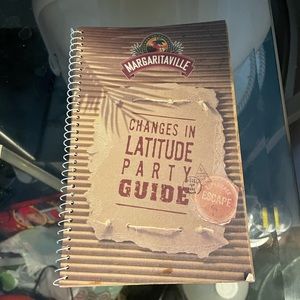 MARGARITAVILLE
CHANGES IN
LATITUDE
PARTY
GUIDE
ESCAPE